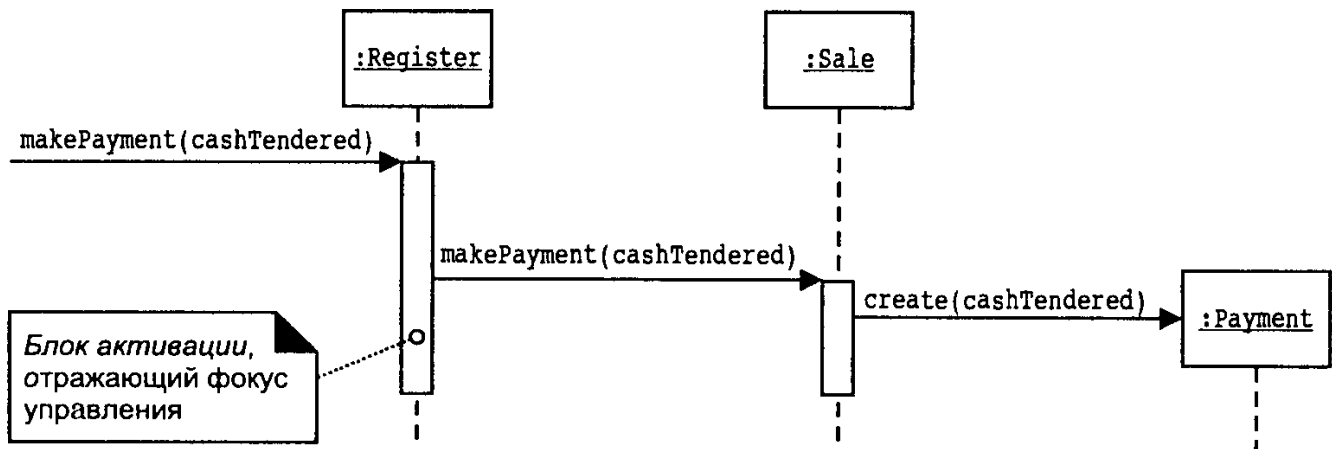 :Register
:Sale
makePayment(cashTendered)
makePayment(cashTendered)
create(cashTendered)
:Payment
Блок активации,
отражающий фокус
управления